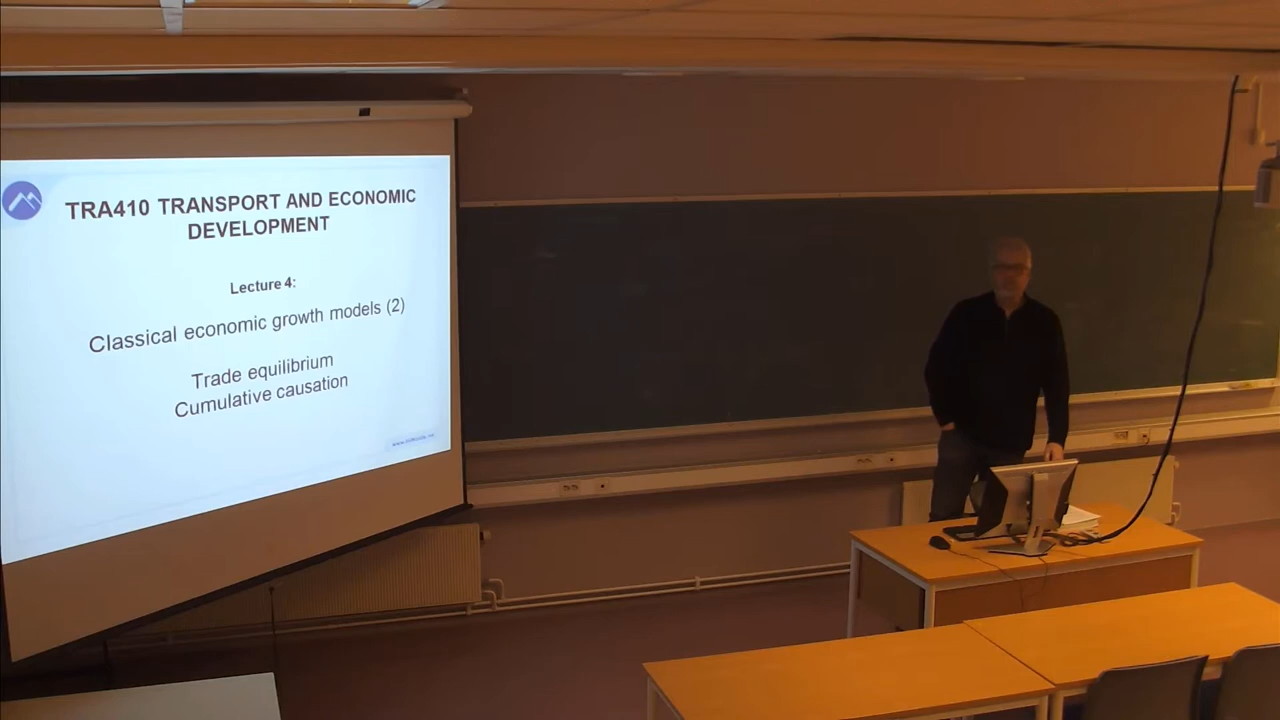 TRA410 TRANSPORT AND ECONOMIC
DEVELOPMENT
Lecture 4:
Classical economic growth models (2)
Trade equilibrium
Cumulative causation